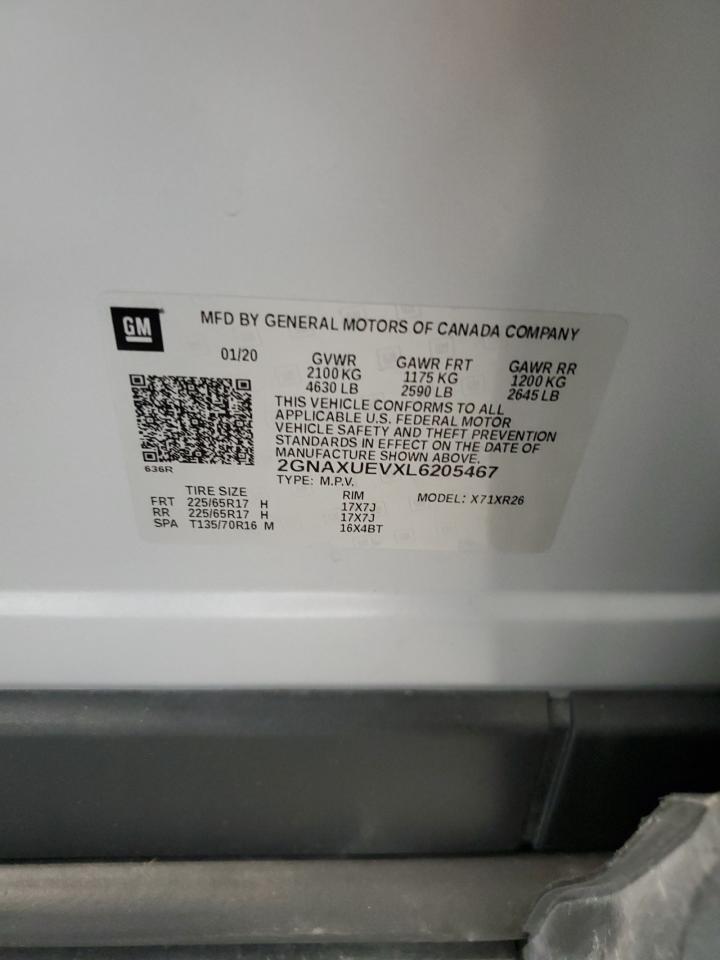 GM
MFD BY GENERAL MOTORS OF CANADA COMPANY
01/20
GVWR GAWR FRT GAWR RR
2100 KG 1175 KG 1200 KG
4630 LB 2590 LB 2645 LB
THIS VEHICLE CONFORMS TO ALL
APPLICABLE U.S. FEDERAL MOTOR
VEHICLE SAFETY AND THEFT PREVENTION
STANDARDS IN EFFECT ON THE DATE OF
MANUFACTURE SHOWN ABOVE.
636R
2GNAXUEVXL6205467
TYPE: M.P.V. MODEL: X71XR26
TIRE SIZE RIM
FRT 225/65R17 H 17X7J
RR 225/65R17 H 17X7J
SPA T135/70R16 M 16X4BT